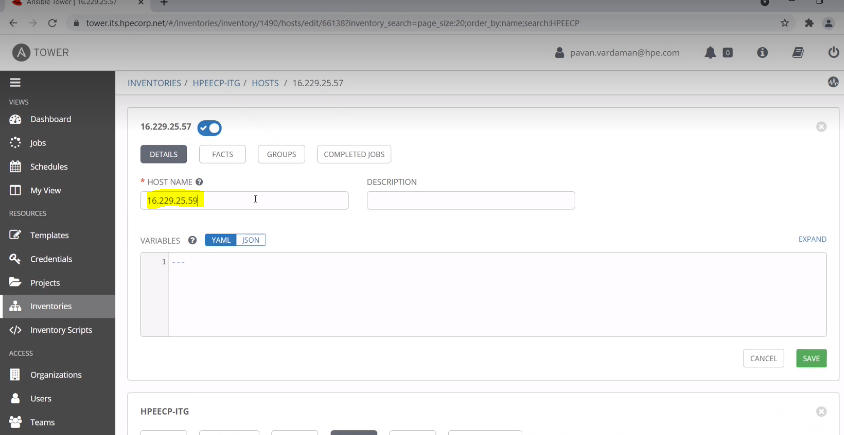 Ansible Tower | 16.229.25.57
tower.its.hpecorp.net/#/inventories/inventory/1490/hosts/edit/66138?inventory_search=page_size:20;order_by:name;search:HPEECP
A TOWER
pavan.vardaman@hpe.com
0
INVENTORIES / HPEECP-ITG / HOSTS / 16.229.25.57
VIEWS
Dashboard
Jobs
Schedules
My View
RESOURCES
Templates
Credentials
Projects
Inventories
Inventory Scripts
ACCESS
Organizations
Users
Teams
16.229.25.57
DETAILS FACTS GROUPS COMPLETED JOBS
* HOST NAME ? DESCRIPTION
16.229.25.59
VARIABLES ? YAML JSON EXPAND
1 ---
CANCEL SAVE
HPEECP-ITG